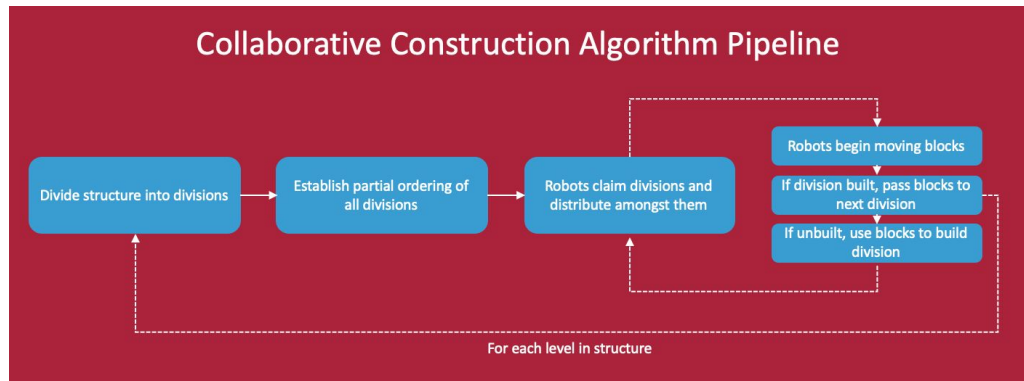 Collaborative Construction Algorithm Pipeline
Divide structure into divisions
Establish partial ordering of
all divisions
Robots claim divisions and
distribute amongst them
Robots begin moving blocks
If division built, pass blocks to
next division
If unbuilt, use blocks to build
division
For each level in structure